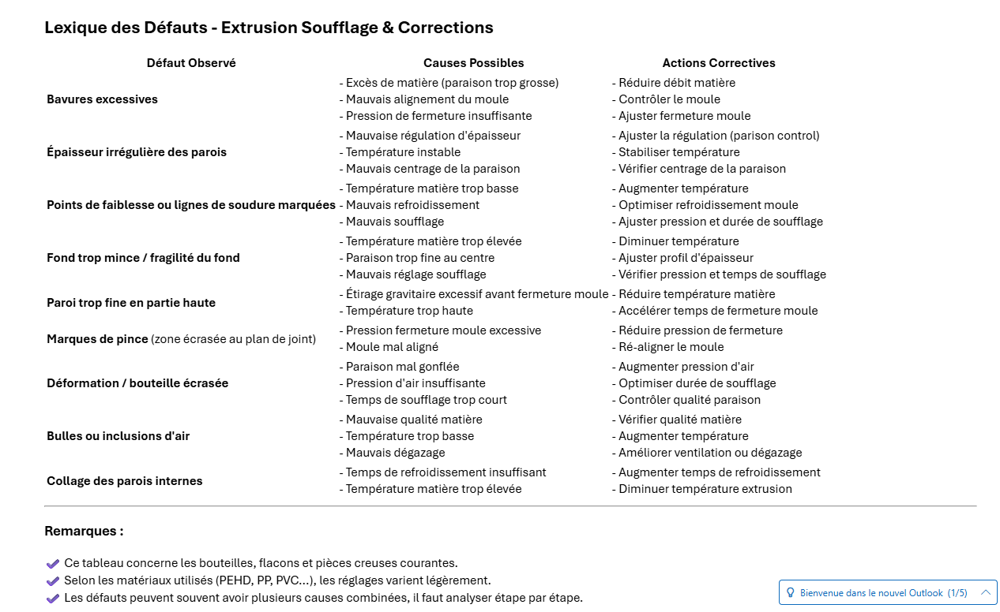 Lexique des Défauts - Extrusion Soufflage & Corrections
Défaut Observé Causes Possibles Actions Correctives
Bavures excessives
- Excès de matière (paraison trop grosse)
- Mauvais alignement du moule
- Pression de fermeture insuffisante
- Réduire débit matière
- Contrôler le moule
- Ajuster fermeture moule
Épaisseur irrégulière des parois
- Mauvaise régulation d'épaisseur
- Température instable
- Mauvais centrage de la paraison
- Ajuster la régulation (parison control)
- Stabiliser température
- Vérifier centrage de la paraison
Points de faiblesse ou lignes de soudure marquées
- Température matière trop basse
- Mauvais refroidissement
- Mauvais soufflage
- Augmenter température
- Optimiser refroidissement moule
- Ajuster pression et durée de soufflage
Fond trop mince / fragilité du fond
- Température matière trop élevée
- Paraison trop fine au centre
- Mauvais réglage soufflage
- Diminuer température
- Ajuster profil d'épaisseur
- Vérifier pression et temps de soufflage
Paroi trop fine en partie haute
- Étirage gravitaire excessif avant fermeture moule
- Température trop haute
- Réduire température matière
- Accélérer temps de fermeture moule
Marques de pince (zone écrasée au plan de joint)
- Pression fermeture moule excessive
- Moule mal aligné
- Réduire pression de fermeture
- Ré-aligner le moule
Déformation / bouteille écrasée
- Paraison mal gonflée
- Pression d'air insuffisante
- Temps de soufflage trop court
- Augmenter pression d'air
- Optimiser durée de soufflage
- Contrôler qualité paraison
Bulles ou inclusions d'air
- Mauvaise qualité matière
- Température trop basse
- Mauvais dégazage
- Vérifier qualité matière
- Augmenter température
- Améliorer ventilation ou dégazage
Collage des parois internes
- Temps de refroidissement insuffisant
- Température matière trop élevée
- Augmenter temps de refroidissement
- Diminuer température extrusion
Remarques :
Ce tableau concerne les bouteilles, flacons et pièces creuses courantes.
Selon les matériaux utilisés (PEHD, PP, PVC...), les réglages varient légèrement.
Les défauts peuvent souvent avoir plusieurs causes combinées, il faut analyser étape par étape.
Bienvenue dans le nouvel Outlook (1/5)